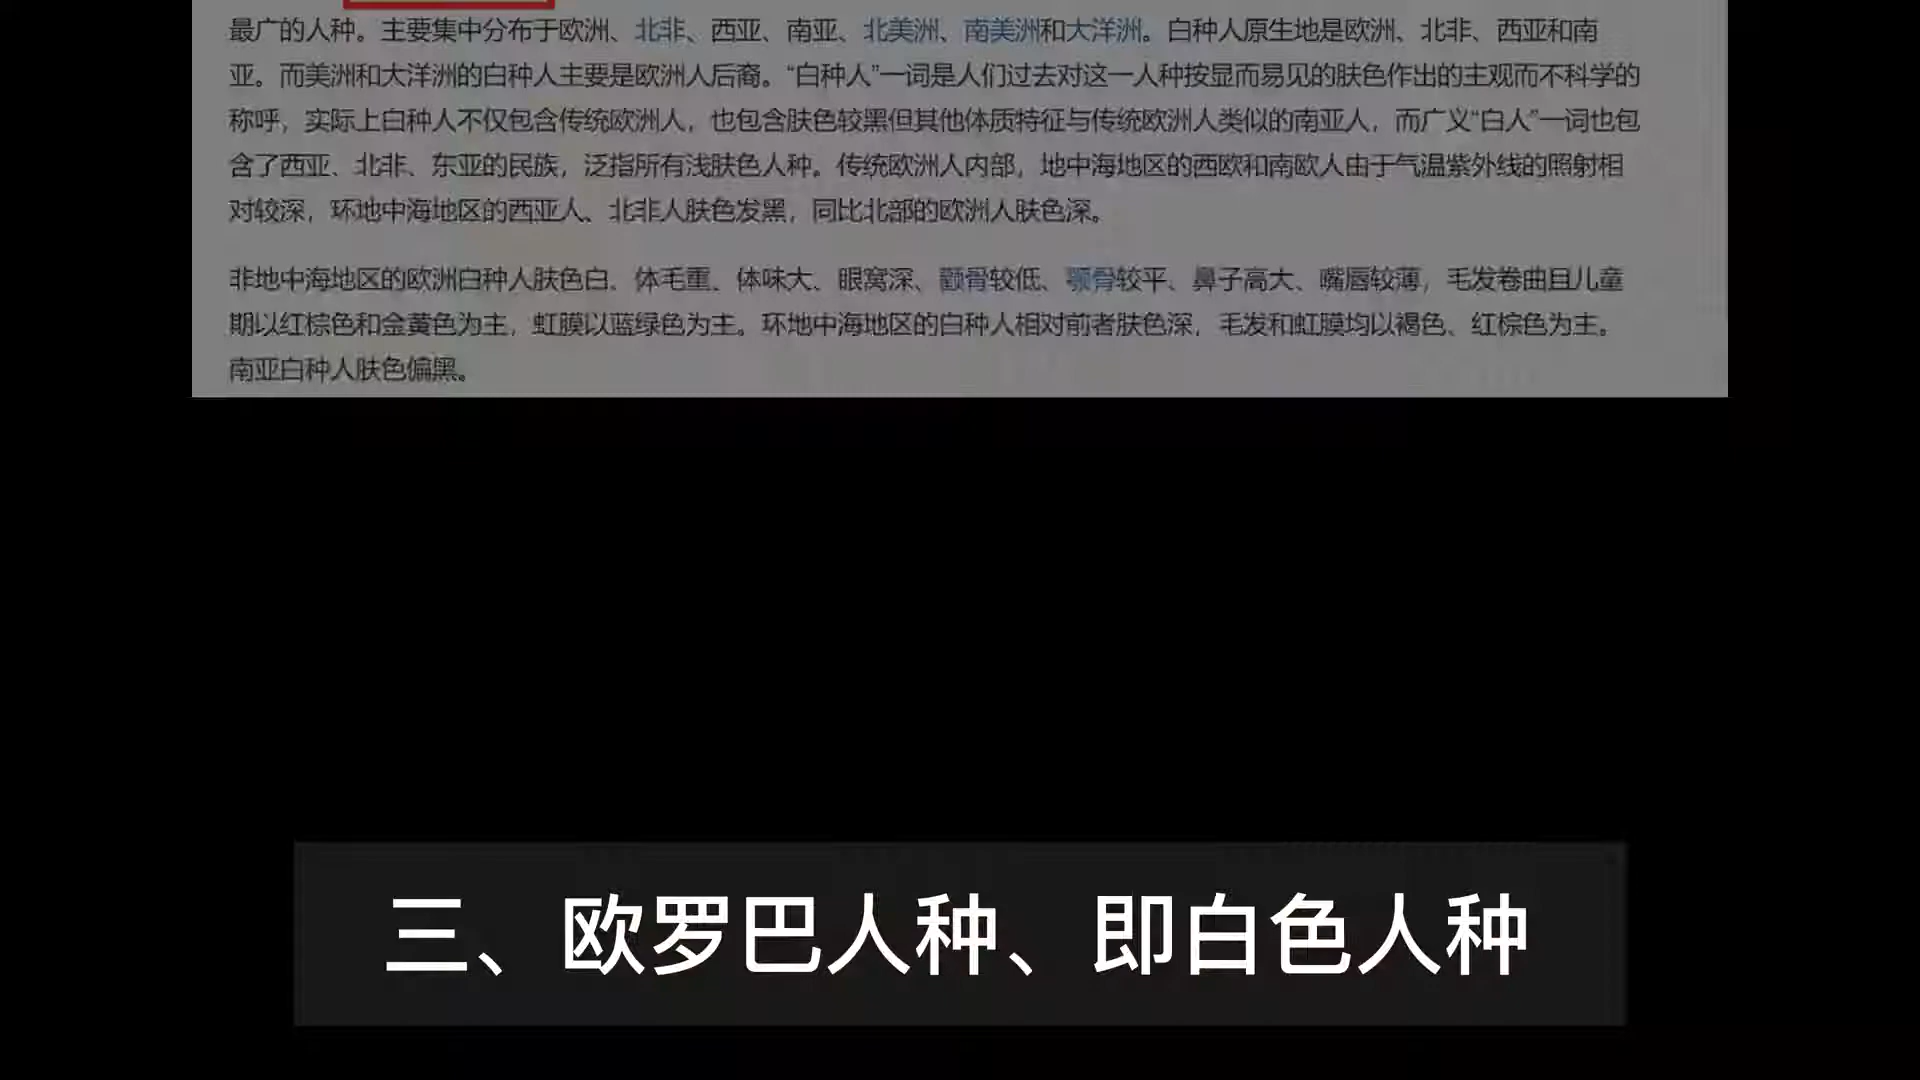 最广的人种。主要集中分布于欧洲、北非、西亚、南亚、北美洲、南美洲和大洋洲。白种人原生地是欧洲、北非、西亚和南
亚。而美洲和大洋洲的白种人主要是欧洲人后裔。“白种人”一词是人们过去对这一人种按显而易见的肤色作出的主观而不科学的
称呼，实际上白种人不仅包含传统欧洲人，也包含肤色较黑但其他体质特征与传统欧洲人类似的南亚人，而广义“白人”一词也包
含了西亚、北非、东亚的民族，泛指所有浅肤色人种。传统欧洲人内部，地中海地区的西欧和南欧人由于气温紫外线的照射相
对较深，环地中海地区的西亚人、北非人肤色发黑，同比北部的欧洲人肤色深。
非地中海地区的欧洲白种人肤色白、体毛重、体味大、眼窝深、颧骨较低、颚骨较平、鼻子高大、嘴唇较薄，毛发卷曲且儿童
期以红棕色和金黄色为主，虹膜以蓝绿色为主。环地中海地区的白种人相对前者肤色深，毛发和虹膜均以褐色、红棕色为主。
南亚白种人肤色偏黑。
三、欧罗巴人种、即白色人种